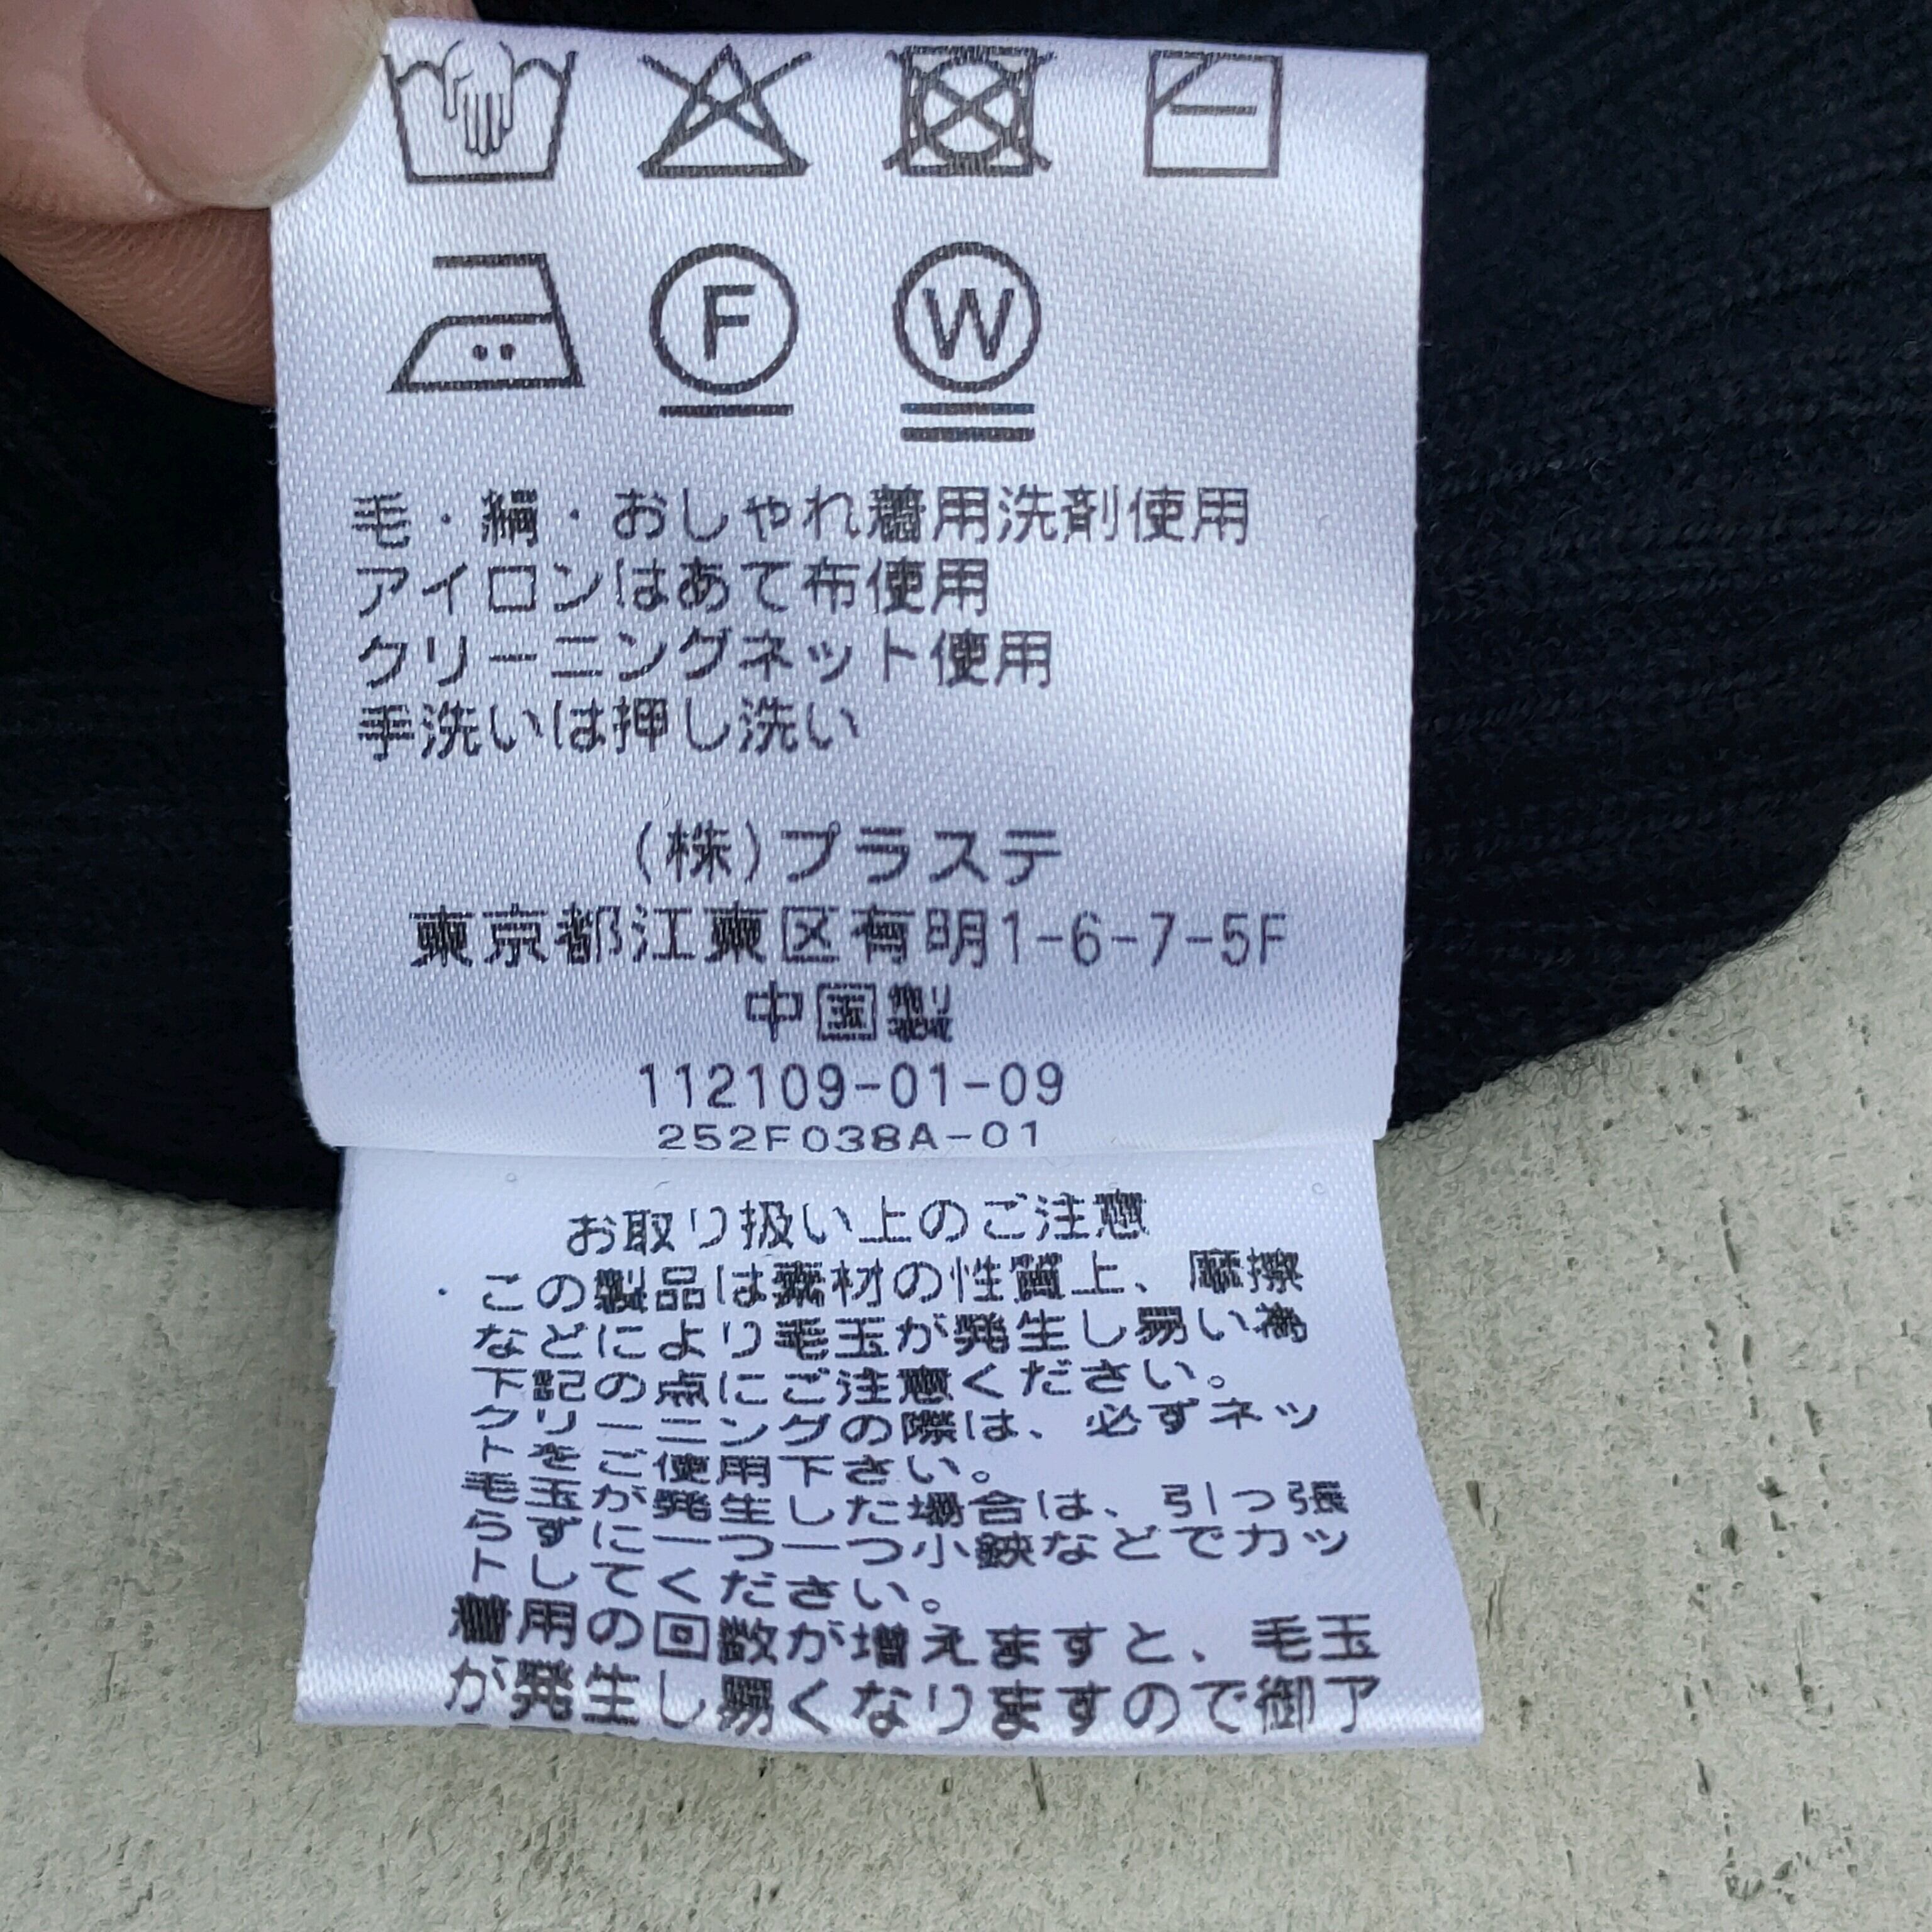 F W
毛・絹・おしゃれ着用洗剤使用
アイロンはあて布使用
クリーニングネット使用
手洗いは押し洗い
(株)プラステ
東京都江東区有明1-6-7-5F
中国製
112109-01-09
252F038A-01
お取り扱い上のご注意
・この製品は素材の性質上、摩擦
などにより毛玉が発生し易い為
下記の点にご注意ください。
クリーニングの際は、必ずネッ
トをご使用下さい。
毛玉が発生した場合は、引っ張
らずに一つ一つ小鋏などでカッ
トしてください。
着用の回数が増えますと、毛玉
が発生し易くなりますので御ア